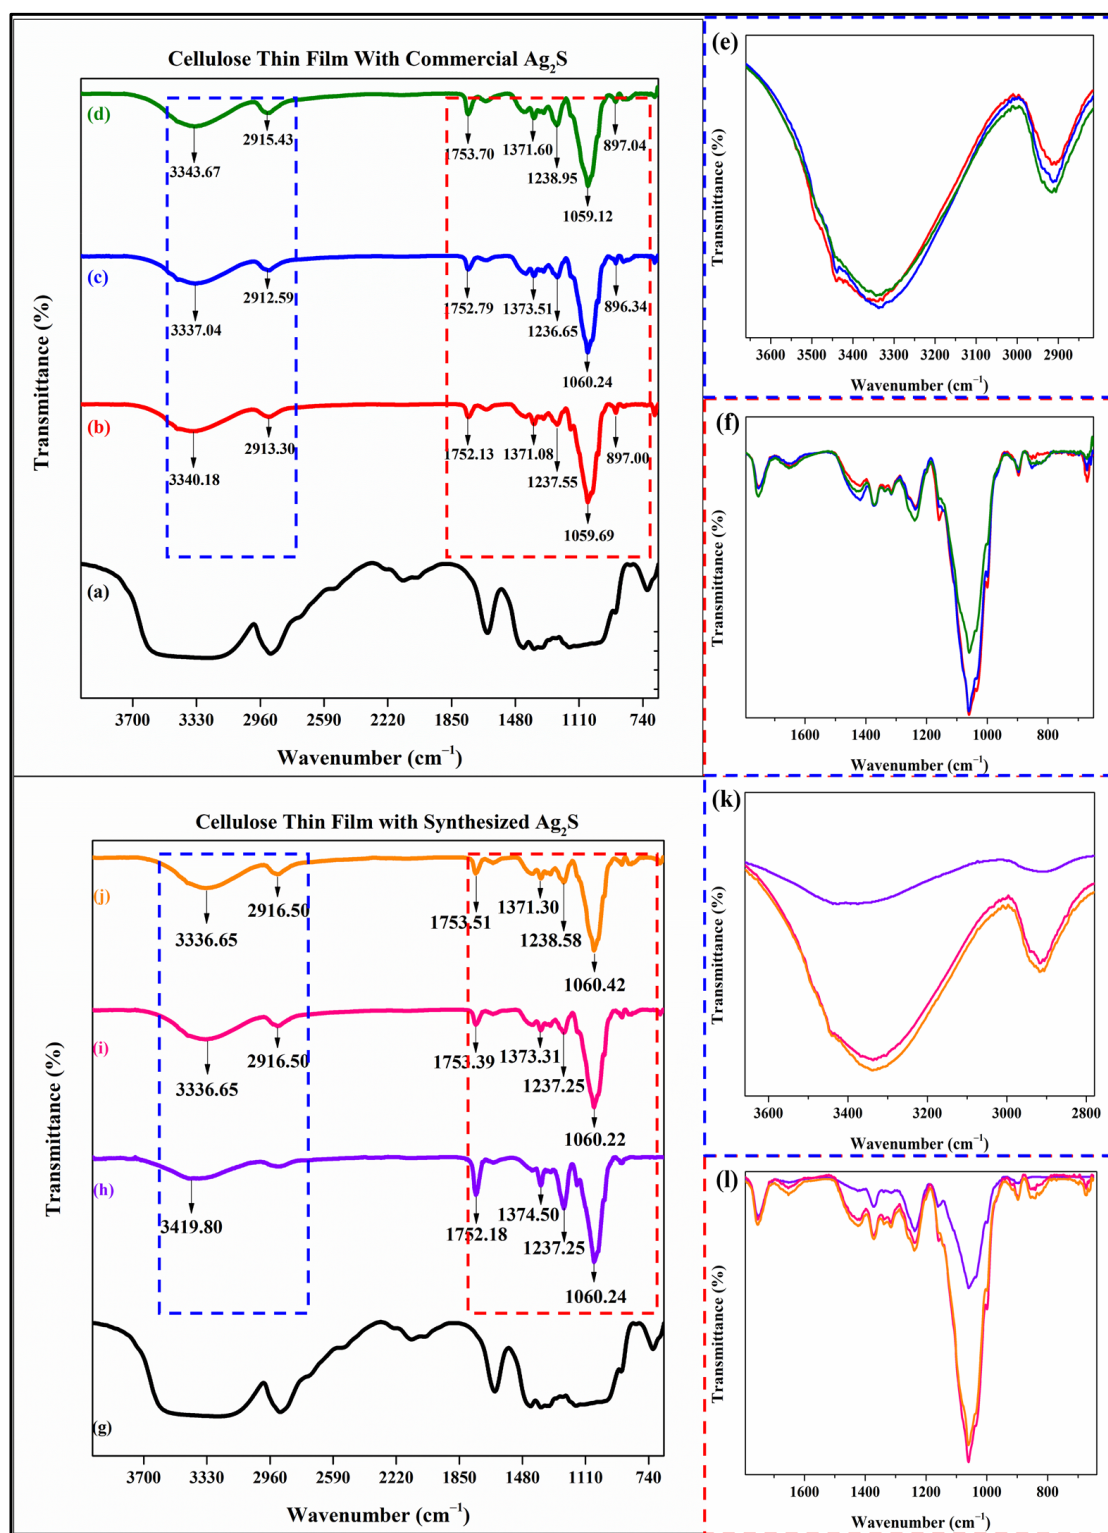 Cellulose Thin Film With Commercial Ag₂S
(d)
3343.67
2915.43
1753.70
1371.60
1238.95
1059.12
897.04
(c)
3337.04
2912.59
1752.79
1373.51
1236.65
1060.24
896.34
(b)
3340.18
2913.30
1752.13
1371.08
1237.55
1059.69
897.00
(a)
Transmittance (%)
3700 3330 2960 2590 2220 1850 1480 1110 740
Wavenumber (cm⁻¹)
(e)
Transmittance (%)
3600 3500 3400 3300 3200 3100 3000 2900
Wavenumber (cm⁻¹)
(f)
Transmittance (%)
1600 1400 1200 1000 800
Wavenumber (cm⁻¹)
Cellulose Thin Film with Synthesized Ag₂S
(j)
3336.65
2916.50
1753.51
1371.30
1238.58
1060.42
(i)
3336.65
2916.50
1753.39
1373.31
1237.25
1060.22
(h)
3419.80
1752.18
1374.50
1237.25
1060.24
(g)
Transmittance (%)
3700 3330 2960 2590 2220 1850 1480 1110 740
Wavenumber (cm⁻¹)
(k)
Transmittance (%)
3600 3400 3200 3000 2800
Wavenumber (cm⁻¹)
(l)
Transmittance (%)
1600 1400 1200 1000 800
Wavenumber (cm⁻¹)